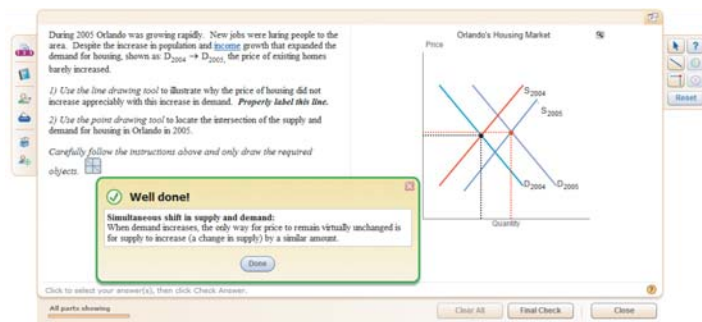 During 2005 Orlando was growing rapidly. New jobs were luring people to the
area. Despite the increase in population and income growth that expanded the
demand for housing, shown as: D2004 → D2005, the price of existing homes
barely increased.
1) Use the line drawing tool to illustrate why the price of housing did not
increase appreciably with this increase in demand. Properly label this line.
2) Use the point drawing tool to locate the intersection of the supply and
demand for housing in Orlando in 2005.
Carefully follow the instructions above and only draw the required
objects.
Well done!
Simultaneous shift in supply and demand:
When demand increases, the only way for price to remain virtually unchanged is
for supply to increase (a change in supply) by a similar amount.
Done
Orlando's Housing Market
Price
S2004
S2005
D2004
D2005
Quantity
?
Reset
Click to select your answer(s), then click Check Answer.
?
All parts showing
Clear All
Final Check
Close